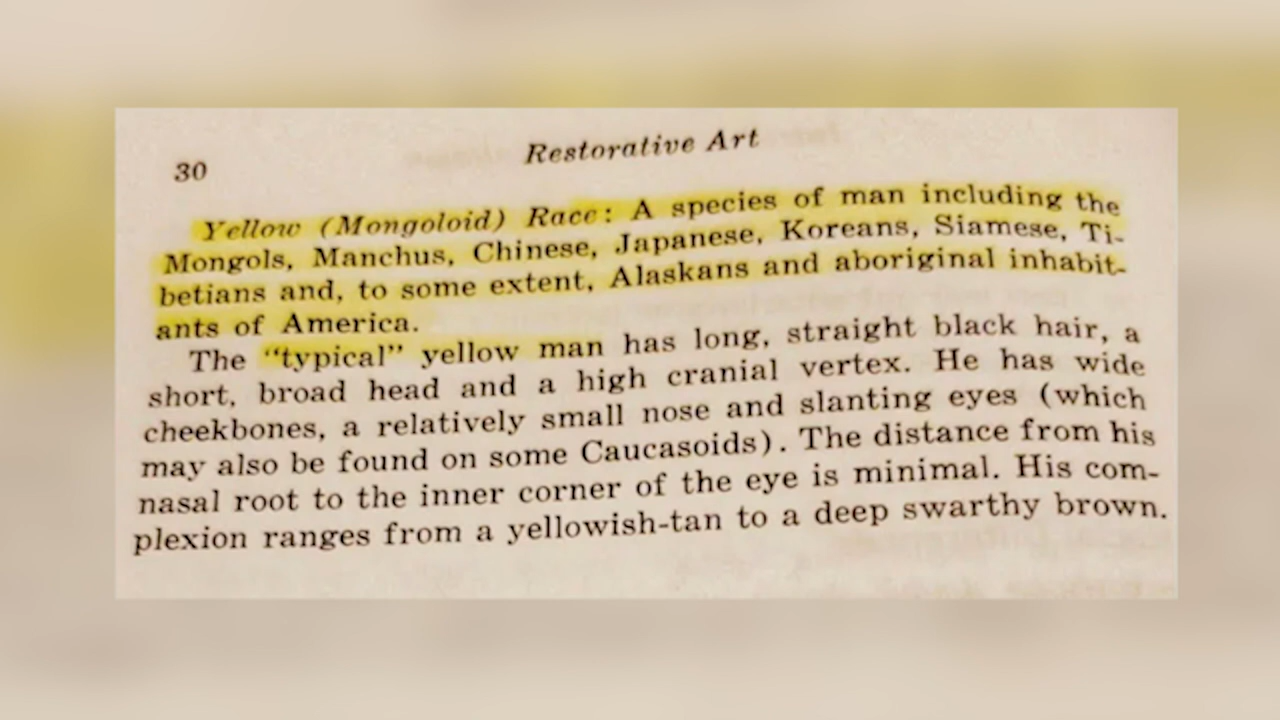 30
Restorative Art
Yellow (Mongoloid) Race: A species of man including the
Mongols, Manchus, Chinese, Japanese, Koreans, Siamese, Ti-
betians and, to some extent, Alaskans and aboriginal inhabit-
ants of America.
The "typical" yellow man has long, straight black hair, a
short, broad head and a high cranial vertex. He has wide
cheekbones, a relatively small nose and slanting eyes (which
may also be found on some Caucasoids). The distance from his
nasal root to the inner corner of the eye is minimal. His com-
plexion ranges from a yellowish-tan to a deep swarthy brown.